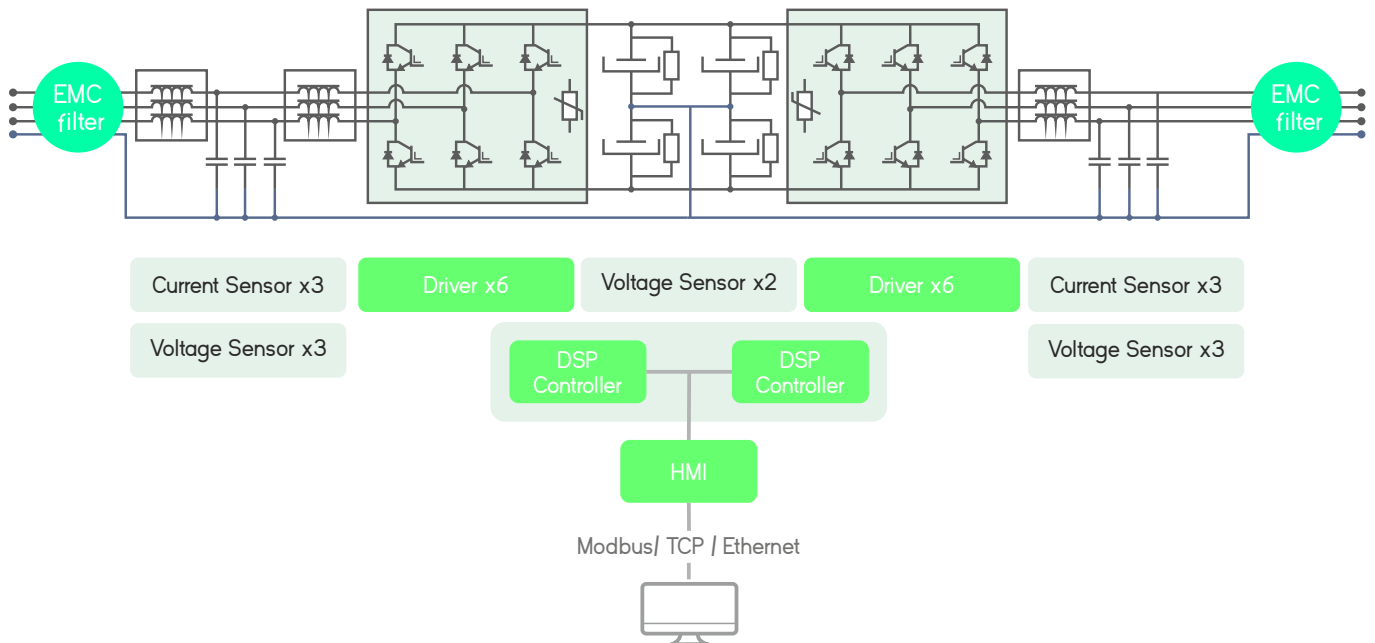 EMC
filter
EMC
filter
Current Sensor x3
Driver x6
Voltage Sensor x2
Driver x6
Current Sensor x3
Voltage Sensor x3
Voltage Sensor x3
DSP
Controller
DSP
Controller
HMI
Modbus/ TCP / Ethernet